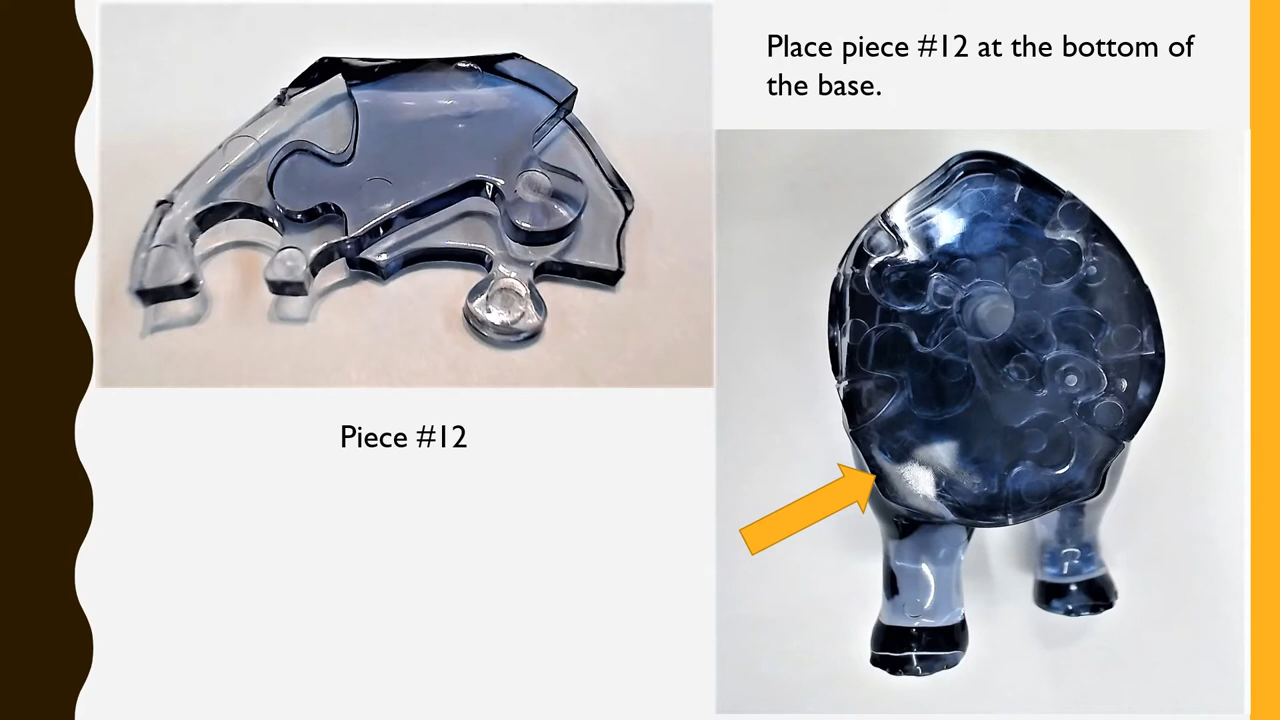 Place piece #12 at the bottom of
the base.
Piece #12